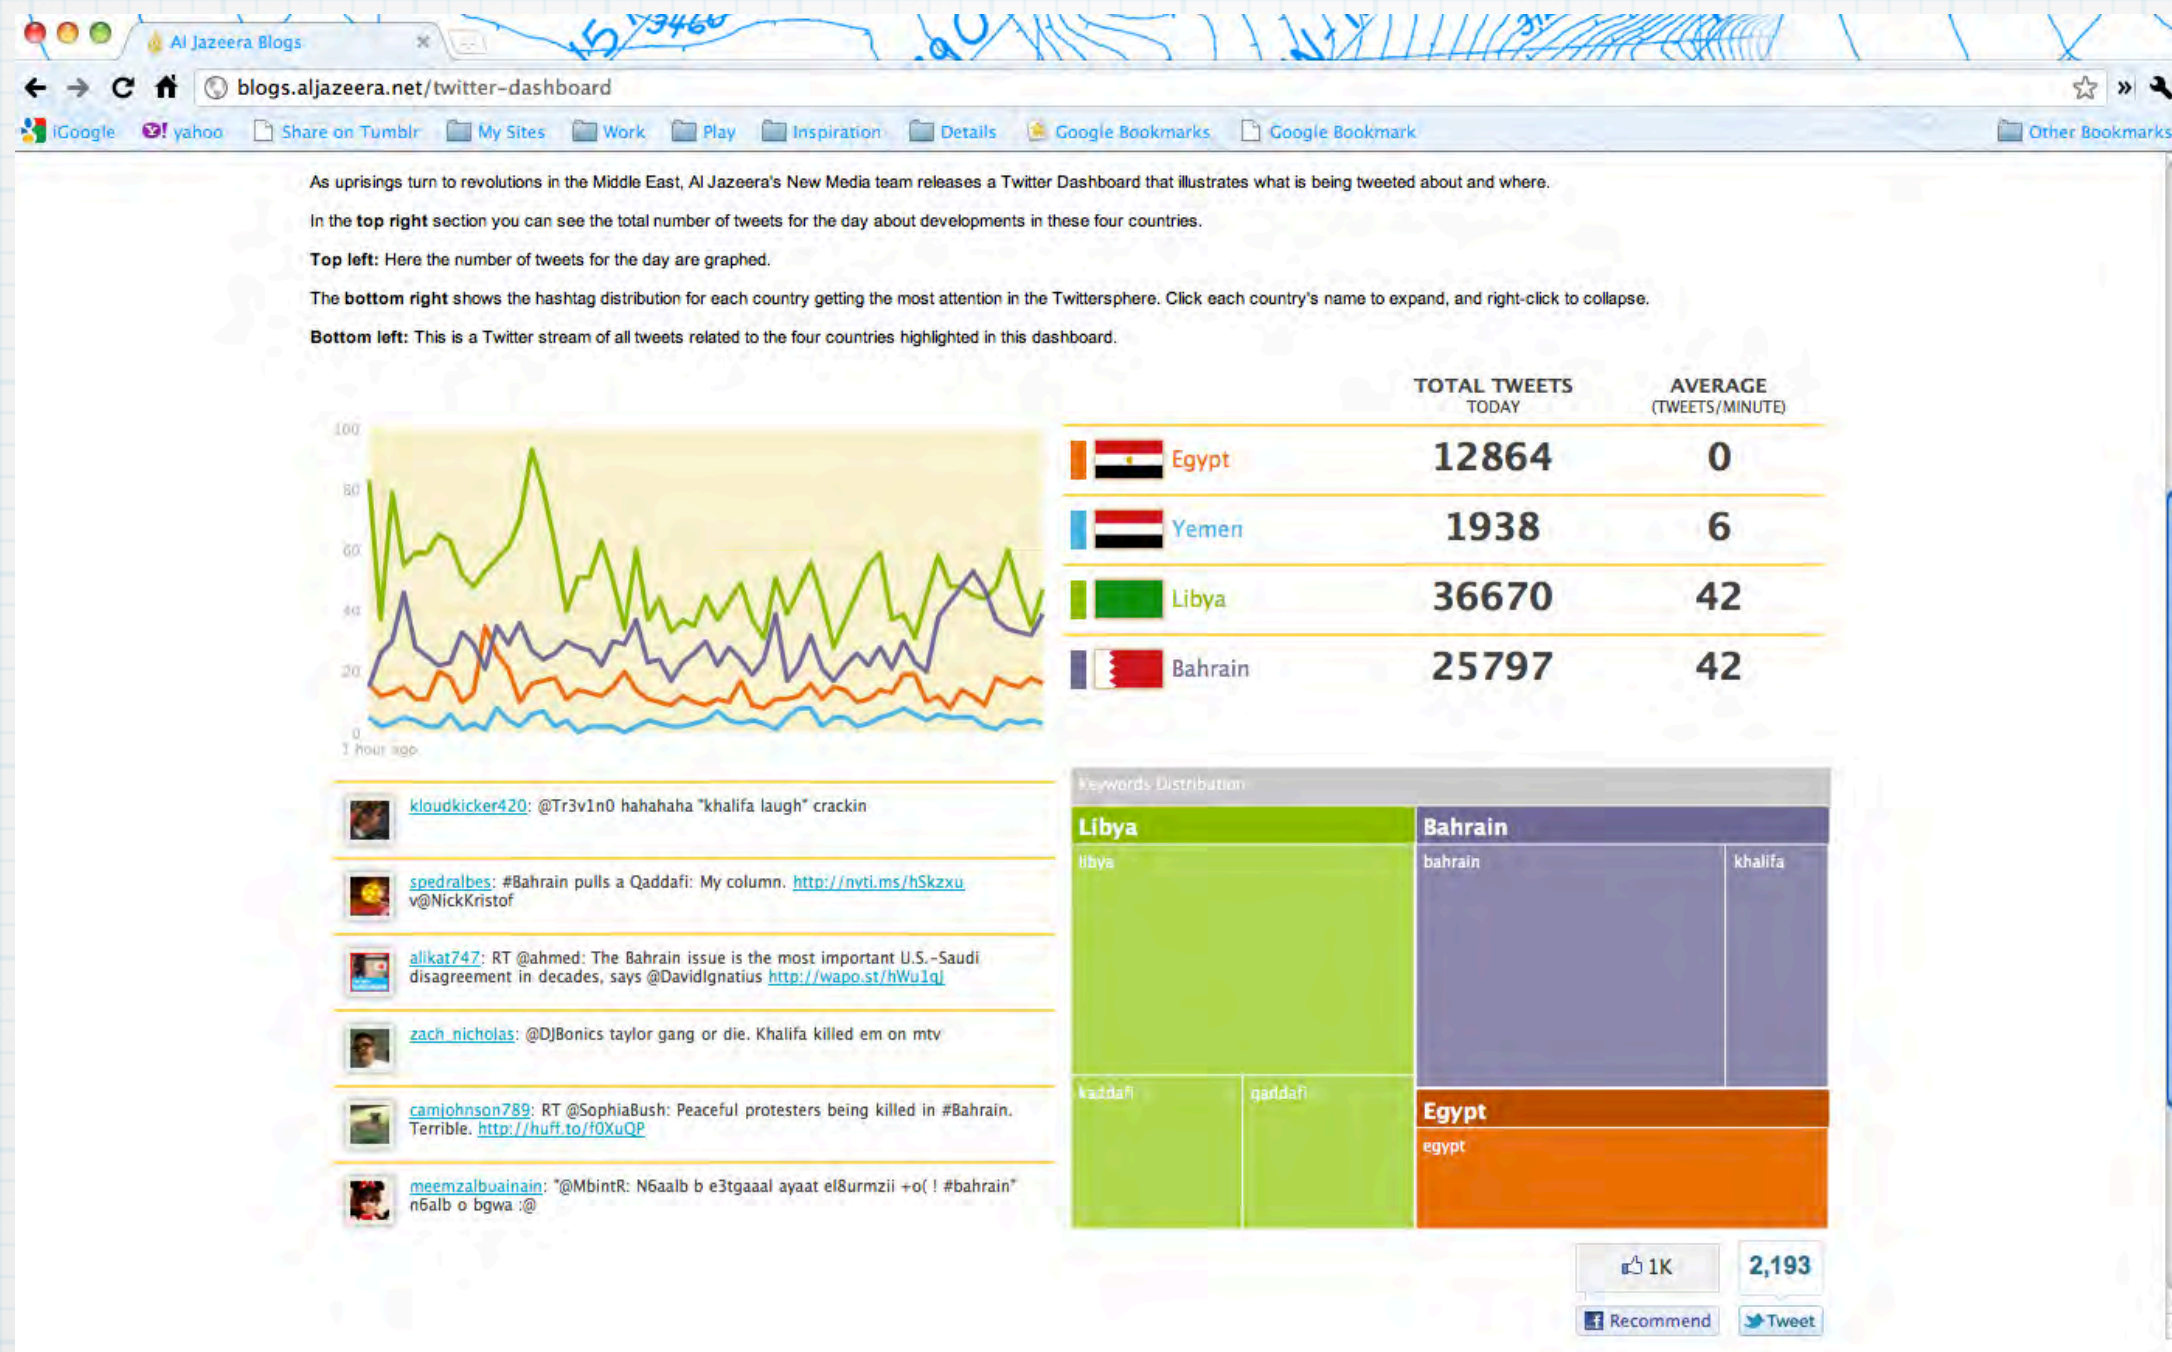 Al Jazeera Blogs
blogs.aljazeera.net/twitter-dashboard
iGoogle yahoo Share on Tumblr My Sites Work Play Inspiration Details Google Bookmarks Google Bookmark Other Bookmarks
As uprisings turn to revolutions in the Middle East, Al Jazeera's New Media team releases a Twitter Dashboard that illustrates what is being tweeted about and where.
In the top right section you can see the total number of tweets for the day about developments in these four countries.
Top left: Here the number of tweets for the day are graphed.
The bottom right shows the hashtag distribution for each country getting the most attention in the Twittersphere. Click each country's name to expand, and right-click to collapse.
Bottom left: This is a Twitter stream of all tweets related to the four countries highlighted in this dashboard.
100
80
60
40
20
0
1 hour ago
TOTAL TWEETS AVERAGE
TODAY (TWEETS/MINUTE)
Egypt 12864 0
Yemen 1938 6
Libya 36670 42
Bahrain 25797 42
kloudkicker420: @Tr3v1n0 hahahaha "khalifa laugh" crackin
spedralbes: #Bahrain pulls a Qaddafi: My column. http://nyti.ms/hSkzxu
v@NickKristof
alikat747: RT @ahmed: The Bahrain issue is the most important U.S.-Saudi
disagreement in decades, says @DavidIgnatius http://wapo.st/hWu1qJ
zach_nicholas: @DJBonics taylor gang or die. Khalifa killed em on mtv
camjohnson789: RT @SophiaBush: Peaceful protesters being killed in #Bahrain.
Terrible. http://huff.to/f0XuQP
meemzalbuainain: "@MbintR: N6aalb b e3tgaaal ayaat el8urmzii +o( ! #bahrain"
n6alb o bgwa :@
Keywords Distribution
Libya Bahrain
libya bahrain khalifa
kaddafi qaddafi
Egypt
egypt
1K 2,193
Recommend Tweet